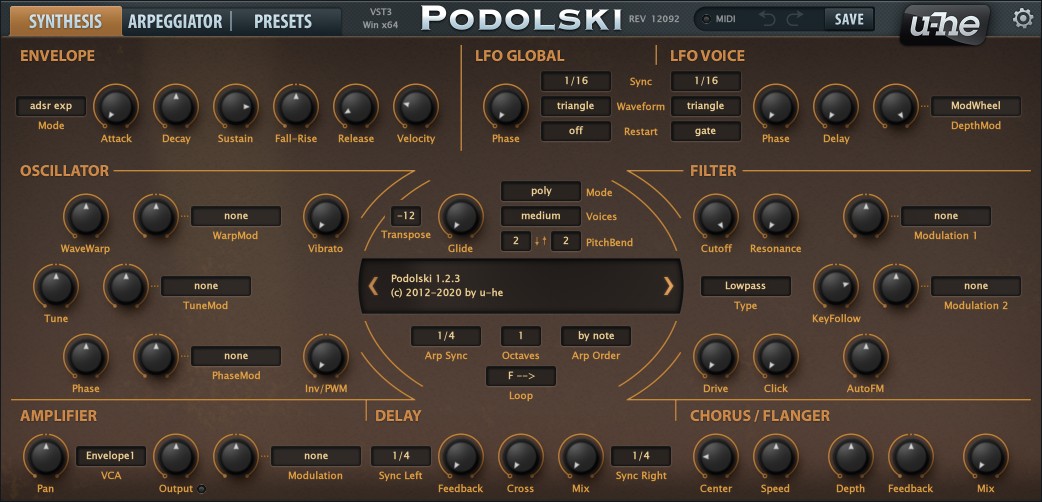 SYNTHESIS ARPEGGIATOR PRESETS
VST3
Win x64
PODOLSKI REV 12092
MIDI
SAVE
u-he
ENVELOPE
adsr exp
Mode
Attack Decay Sustain Fall-Rise Release Velocity
LFO GLOBAL
Phase
1/16 Sync
triangle Waveform
off Restart
LFO VOICE
1/16
triangle
gate
Phase Delay
ModWheel
DepthMod
OSCILLATOR
WaveWarp
none
WarpMod
Vibrato
Tune
none
TuneMod
Phase
none
PhaseMod
Inv/PWM
-12
Transpose
Glide
poly Mode
medium Voices
2 ↓↑ 2 PitchBend
Podolski 1.2.3
(c) 2012-2020 by u-he
1/4 1 by note
Arp Sync Octaves Arp Order
F -->
Loop
FILTER
Cutoff Resonance
none
Modulation 1
Lowpass
Type
KeyFollow
none
Modulation 2
Drive Click AutoFM
AMPLIFIER
Pan
Envelope1
VCA
Output
none
Modulation
DELAY
1/4
Sync Left
Feedback Cross Mix
1/4
Sync Right
CHORUS / FLANGER
Center Speed Depth Feedback Mix